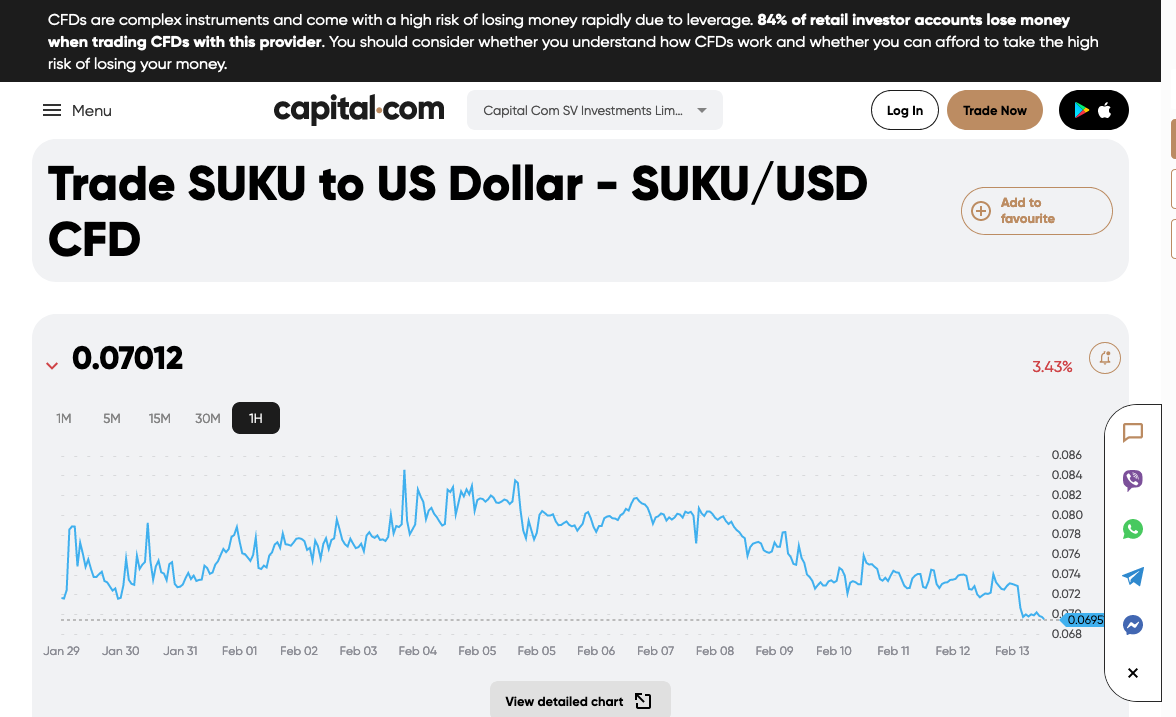 CFDs are complex instruments and come with a high risk of losing money rapidly due to leverage. 84% of retail investor accounts lose money
when trading CFDs with this provider. You should consider whether you understand how CFDs work and whether you can afford to take the high
risk of losing your money.
Menu
capital.com
Capital Com SV Investments Lim...
Log In
Trade Now
Trade SUKU to US Dollar - SUKU/USD
CFD
Add to
favourite
0.07012
3.43%
1M 5M 15M 30M 1H
0.086
0.084
0.082
0.080
0.078
0.076
0.074
0.072
0.070
0.0695
0.068
Jan 29 Jan 30 Jan 31 Feb 01 Feb 02 Feb 03 Feb 04 Feb 05 Feb 05 Feb 06 Feb 07 Feb 08 Feb 09 Feb 10 Feb 11 Feb 12 Feb 13
View detailed chart